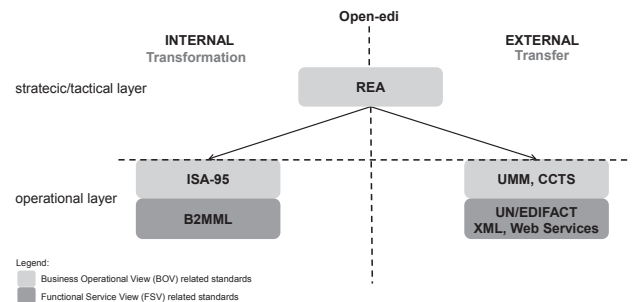 Open-edi
INTERNAL
Transformation
EXTERNAL
Transfer
stratecic/tactical layer
REA
operational layer
ISA-95
B2MML
UMM, CCTS
UN/EDIFACT
XML, Web Services
Legend:
Business Operational View (BOV) related standards
Functional Service View (FSV) related standards